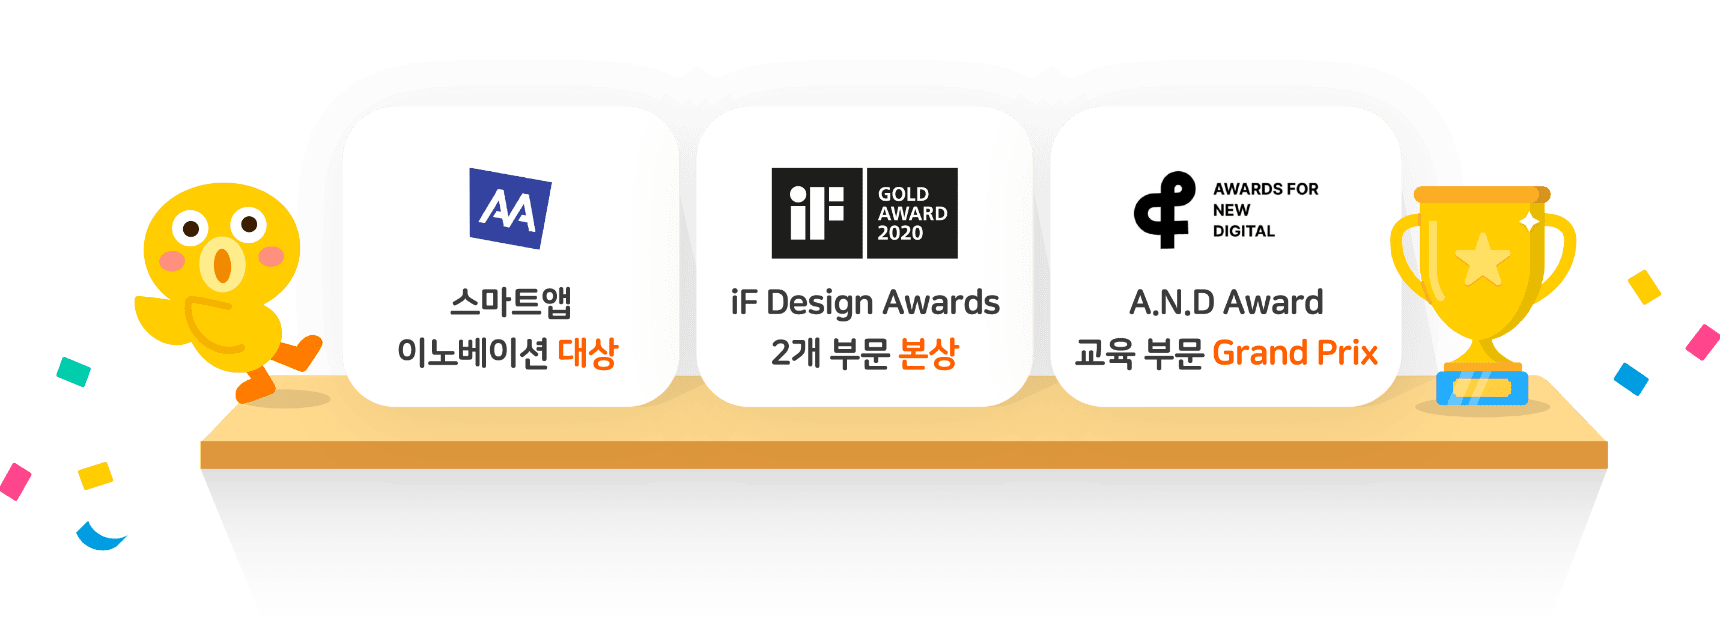 AA
스마트앱
이노베이션 대상
iF
GOLD
AWARD
2020
iF Design Awards
2개 부문 본상
AWARDS FOR
NEW
DIGITAL
A.N.D Award
교육 부문 Grand Prix